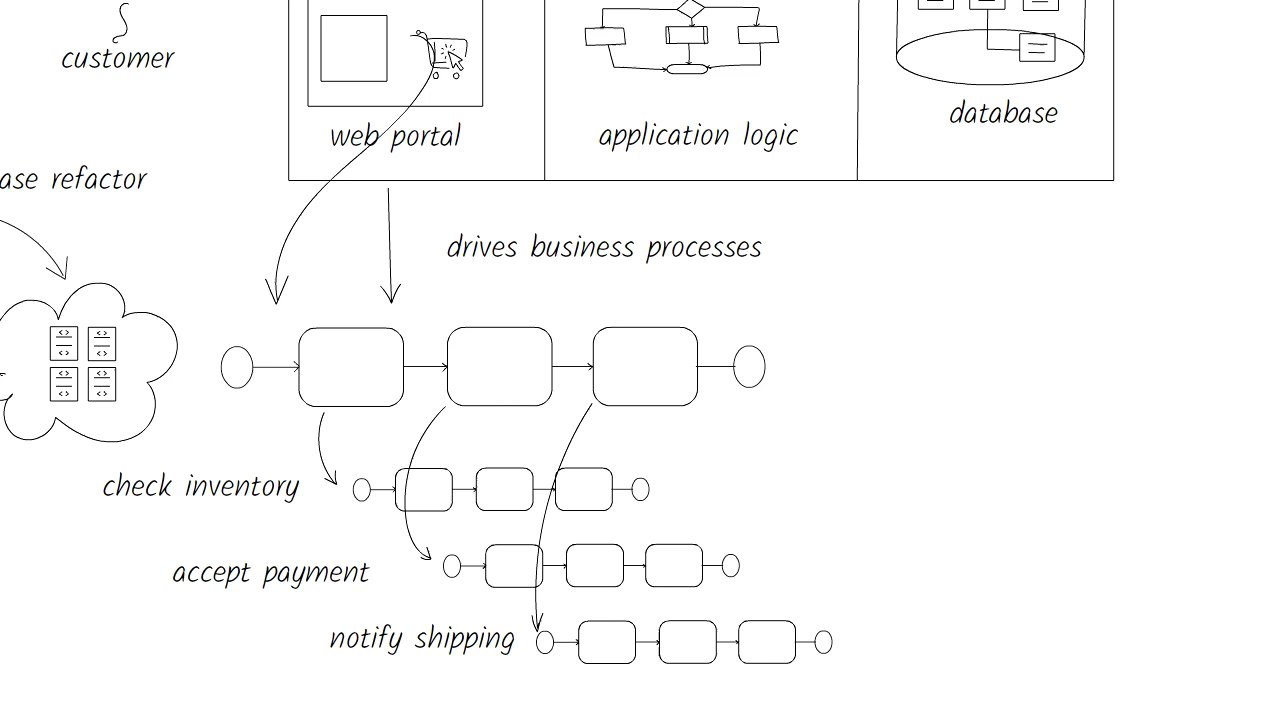 customer
web portal
application logic
database
ase refactor
drives business processes
check inventory
accept payment
notify shipping